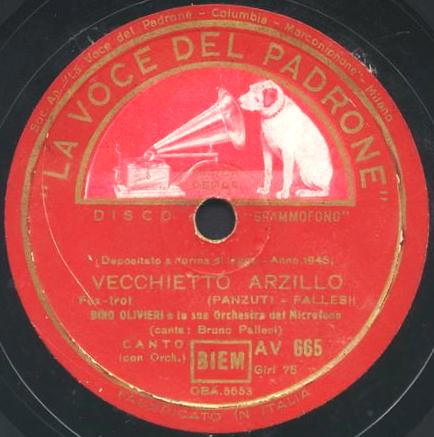 Soc. An. "La Voce del Padrone - Columbia - Marconiphone" - Milano
"LA VOCE DEL PADRONE"
DISCO "GRAMMOFONO"
(Depositato a norma di legge - Anno 1945)
VECCHIETTO ARZILLO
Fox-trot (PANZUTI - PALLESI)
DINO OLIVIERI e la sua Orchestra del Microfono
(canta: Bruno Pallesi)
CANTO
(con Orch.)
BIEM
AV 665
Giri 78
OBA.5653
FABBRICATO IN ITALIA